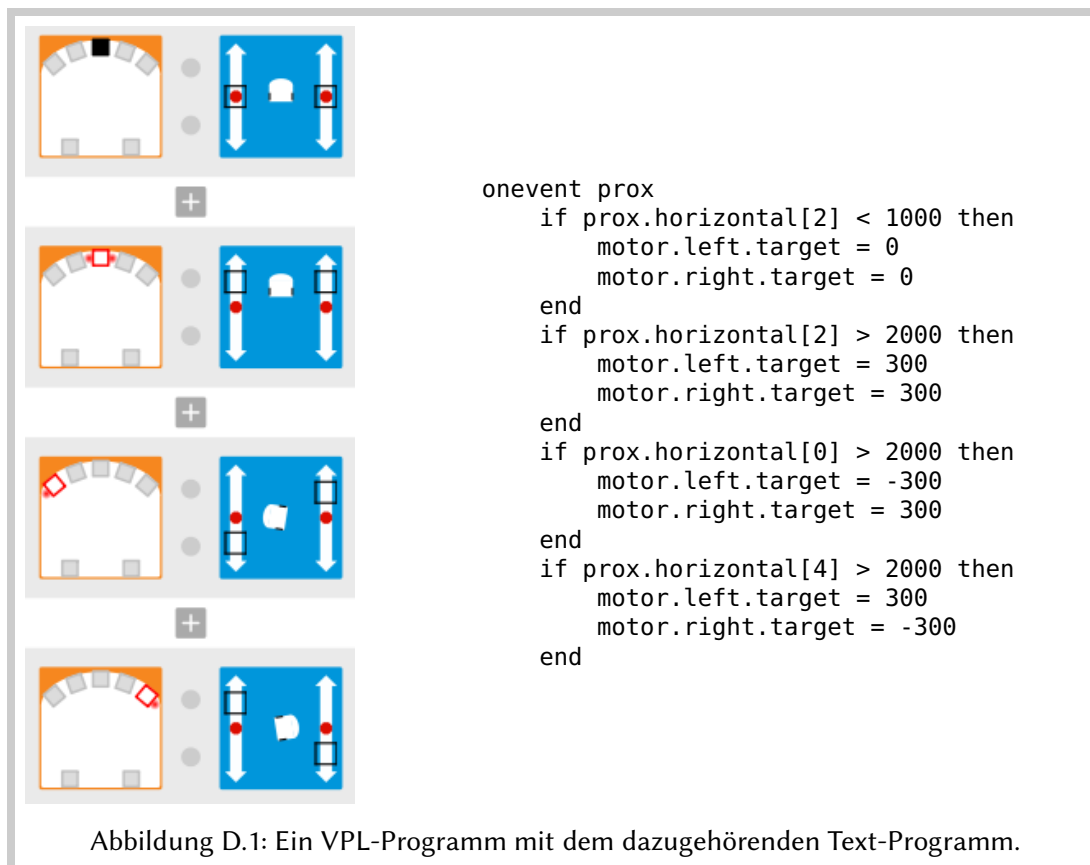 onevent prox
if prox.horizontal[2] < 1000 then
motor.left.target = 0
motor.right.target = 0
end
if prox.horizontal[2] > 2000 then
motor.left.target = 300
motor.right.target = 300
end
if prox.horizontal[0] > 2000 then
motor.left.target = -300
motor.right.target = 300
end
if prox.horizontal[4] > 2000 then
motor.left.target = 300
motor.right.target = -300
end
Abbildung D.1: Ein VPL-Programm mit dem dazugehörenden Text-Programm.